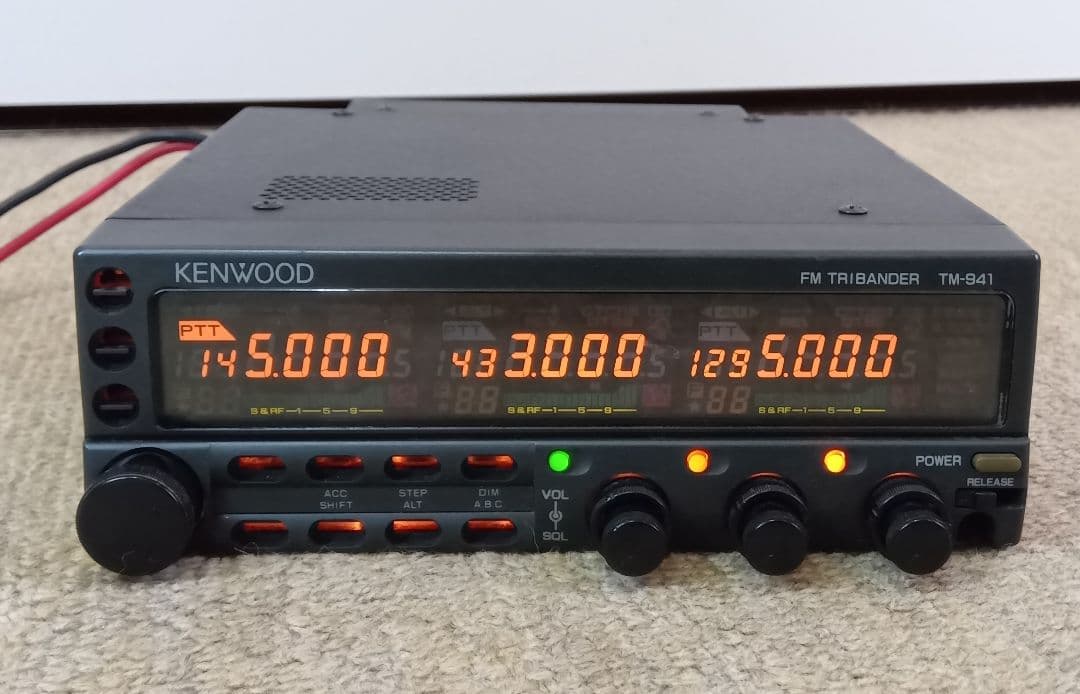 KENWOOD
FM TRIBANDER TM-941
PTT PTT PTT
145.000 433.000 1295.000
S&RF—1—5—9— S&RF—1—5—9— S&RF—1—5—9—
POWER
RELEASE
ACC STEP DIM
SHIFT ALT A.B.C
VOL
SQL